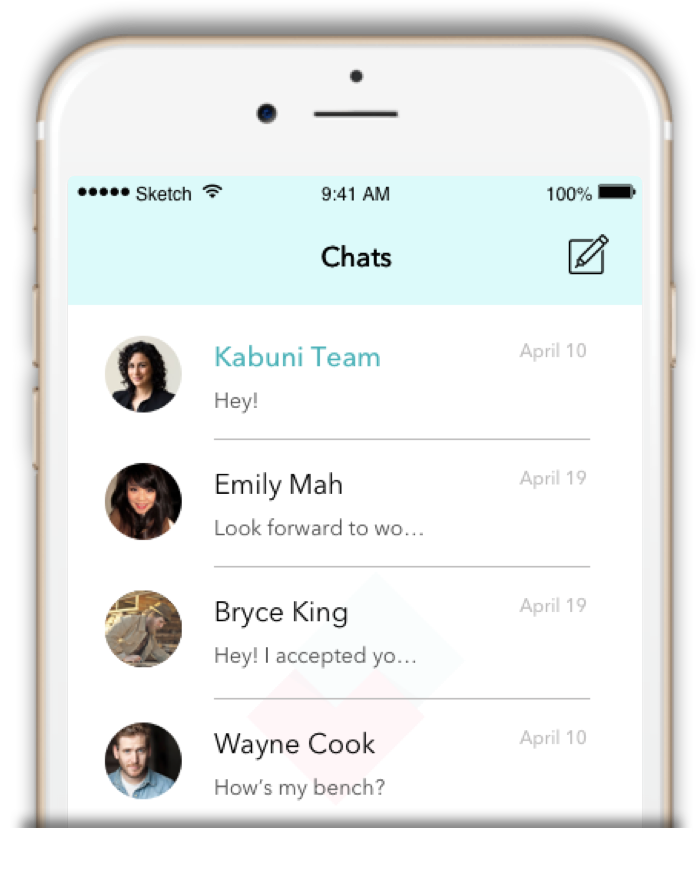 Sketch 9:41 AM 100%
Chats
Kabuni Team April 10
Hey!
Emily Mah April 19
Look forward to wo…
Bryce King April 19
Hey! I accepted yo…
Wayne Cook April 10
How's my bench?